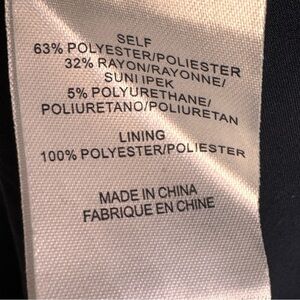 SELF
63% POLYESTER/POLIESTER
32% RAYON/RAYONNE/
SUNI IPEK
5% POLYURETHANE/
POLIURETANO/POLIURETAN
LINING
100% POLYESTER/POLIESTER
MADE IN CHINA
FABRIQUE EN CHINE